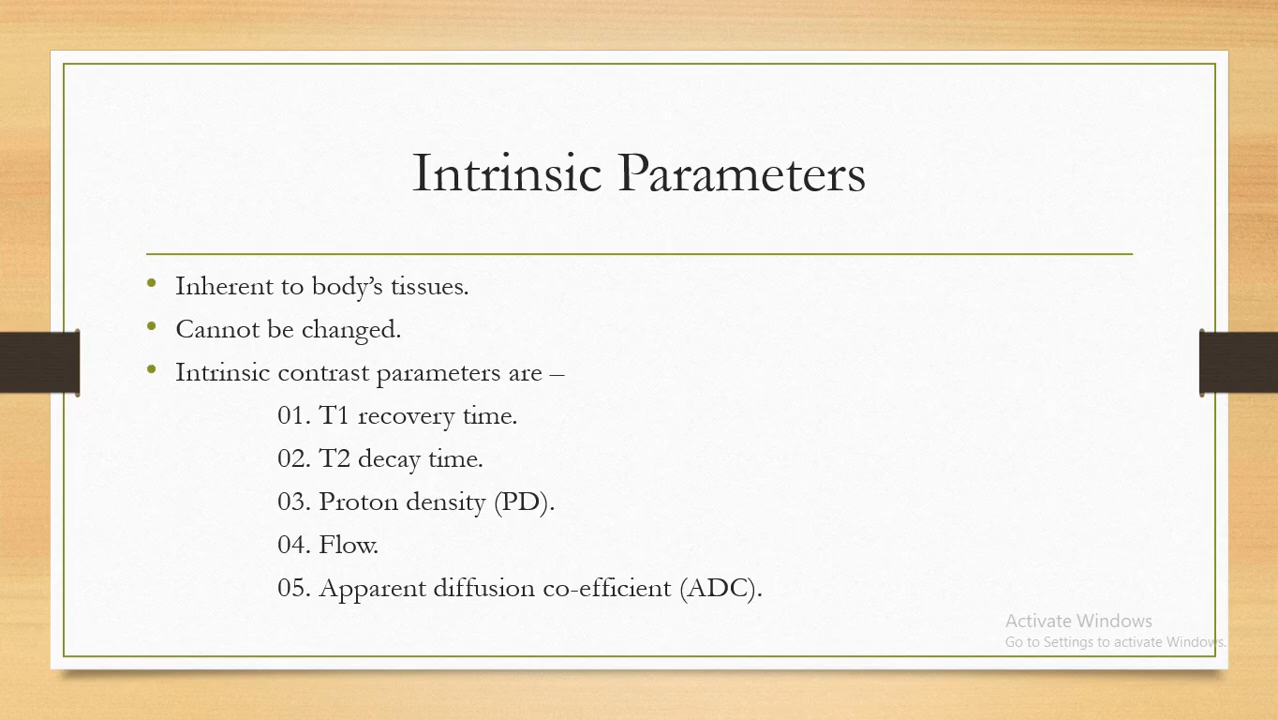 Intrinsic Parameters
• Inherent to body’s tissues.
• Cannot be changed.
• Intrinsic contrast parameters are –
01. T1 recovery time.
02. T2 decay time.
03. Proton density (PD).
04. Flow.
05. Apparent diffusion co-efficient (ADC).
Activate Windows
Go to Settings to activate Windows.